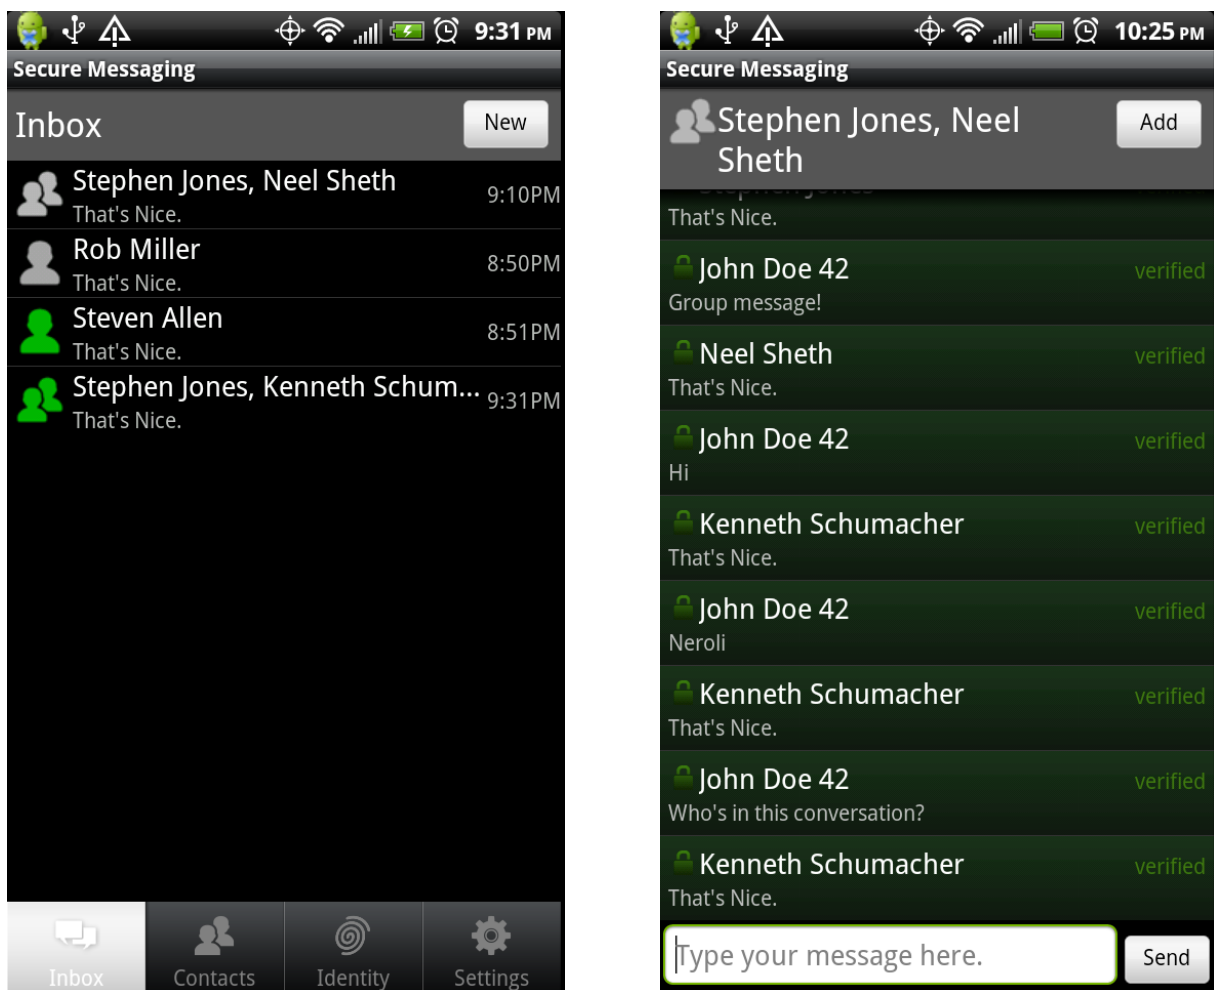 9:31 PM
Secure Messaging
Inbox
New
Stephen Jones, Neel Sheth
9:10PM
That's Nice.
Rob Miller
8:50PM
That's Nice.
Steven Allen
8:51PM
That's Nice.
Stephen Jones, Kenneth Schum...
9:31PM
That's Nice.
Inbox
Contacts
Identity
Settings
10:25 PM
Secure Messaging
Stephen Jones, Neel
Sheth
Add
Stephen Jones
That's Nice.
John Doe 42
verified
Group message!
Neel Sheth
verified
That's Nice.
John Doe 42
verified
Hi
Kenneth Schumacher
verified
That's Nice.
John Doe 42
verified
Neroli
Kenneth Schumacher
verified
That's Nice.
John Doe 42
verified
Who's in this conversation?
Kenneth Schumacher
verified
That's Nice.
Type your message here.
Send